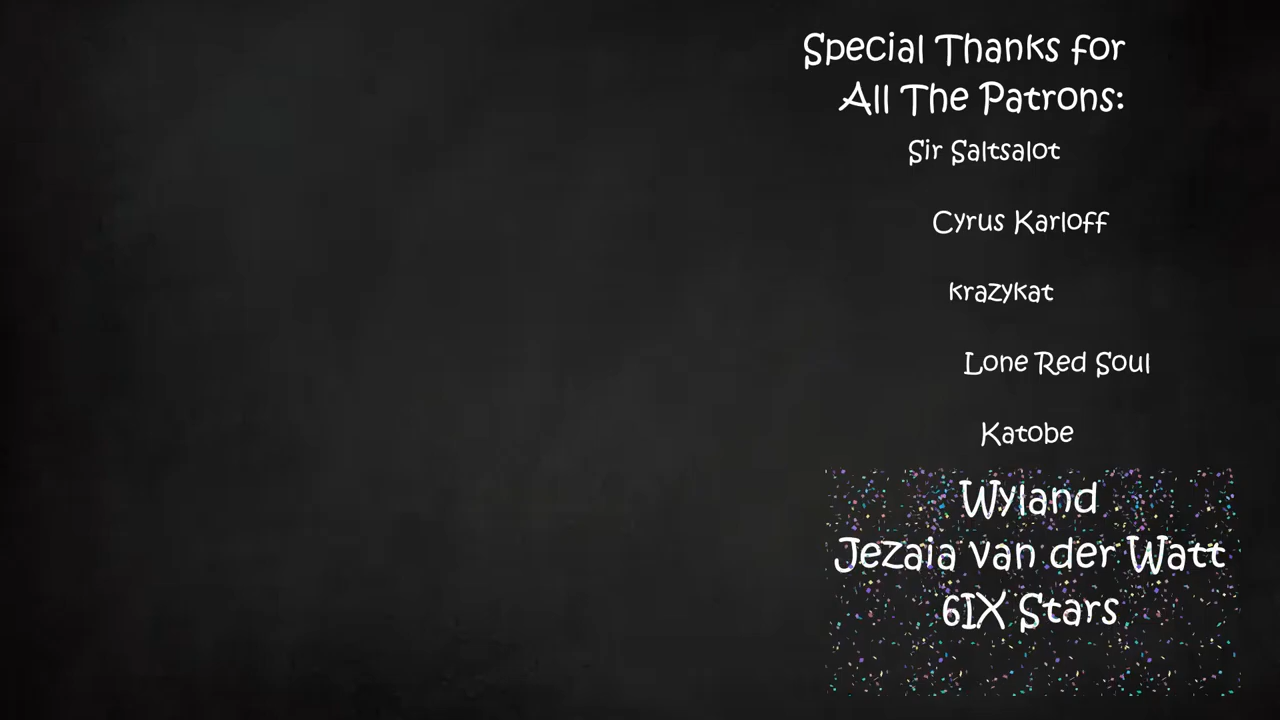 Special Thanks for
All The Patrons:
Sir Saltsalot
Cyrus Karloff
krazykat
Lone Red Soul
Katobe
Wyland
Jezaia van der Watt
6IX Stars